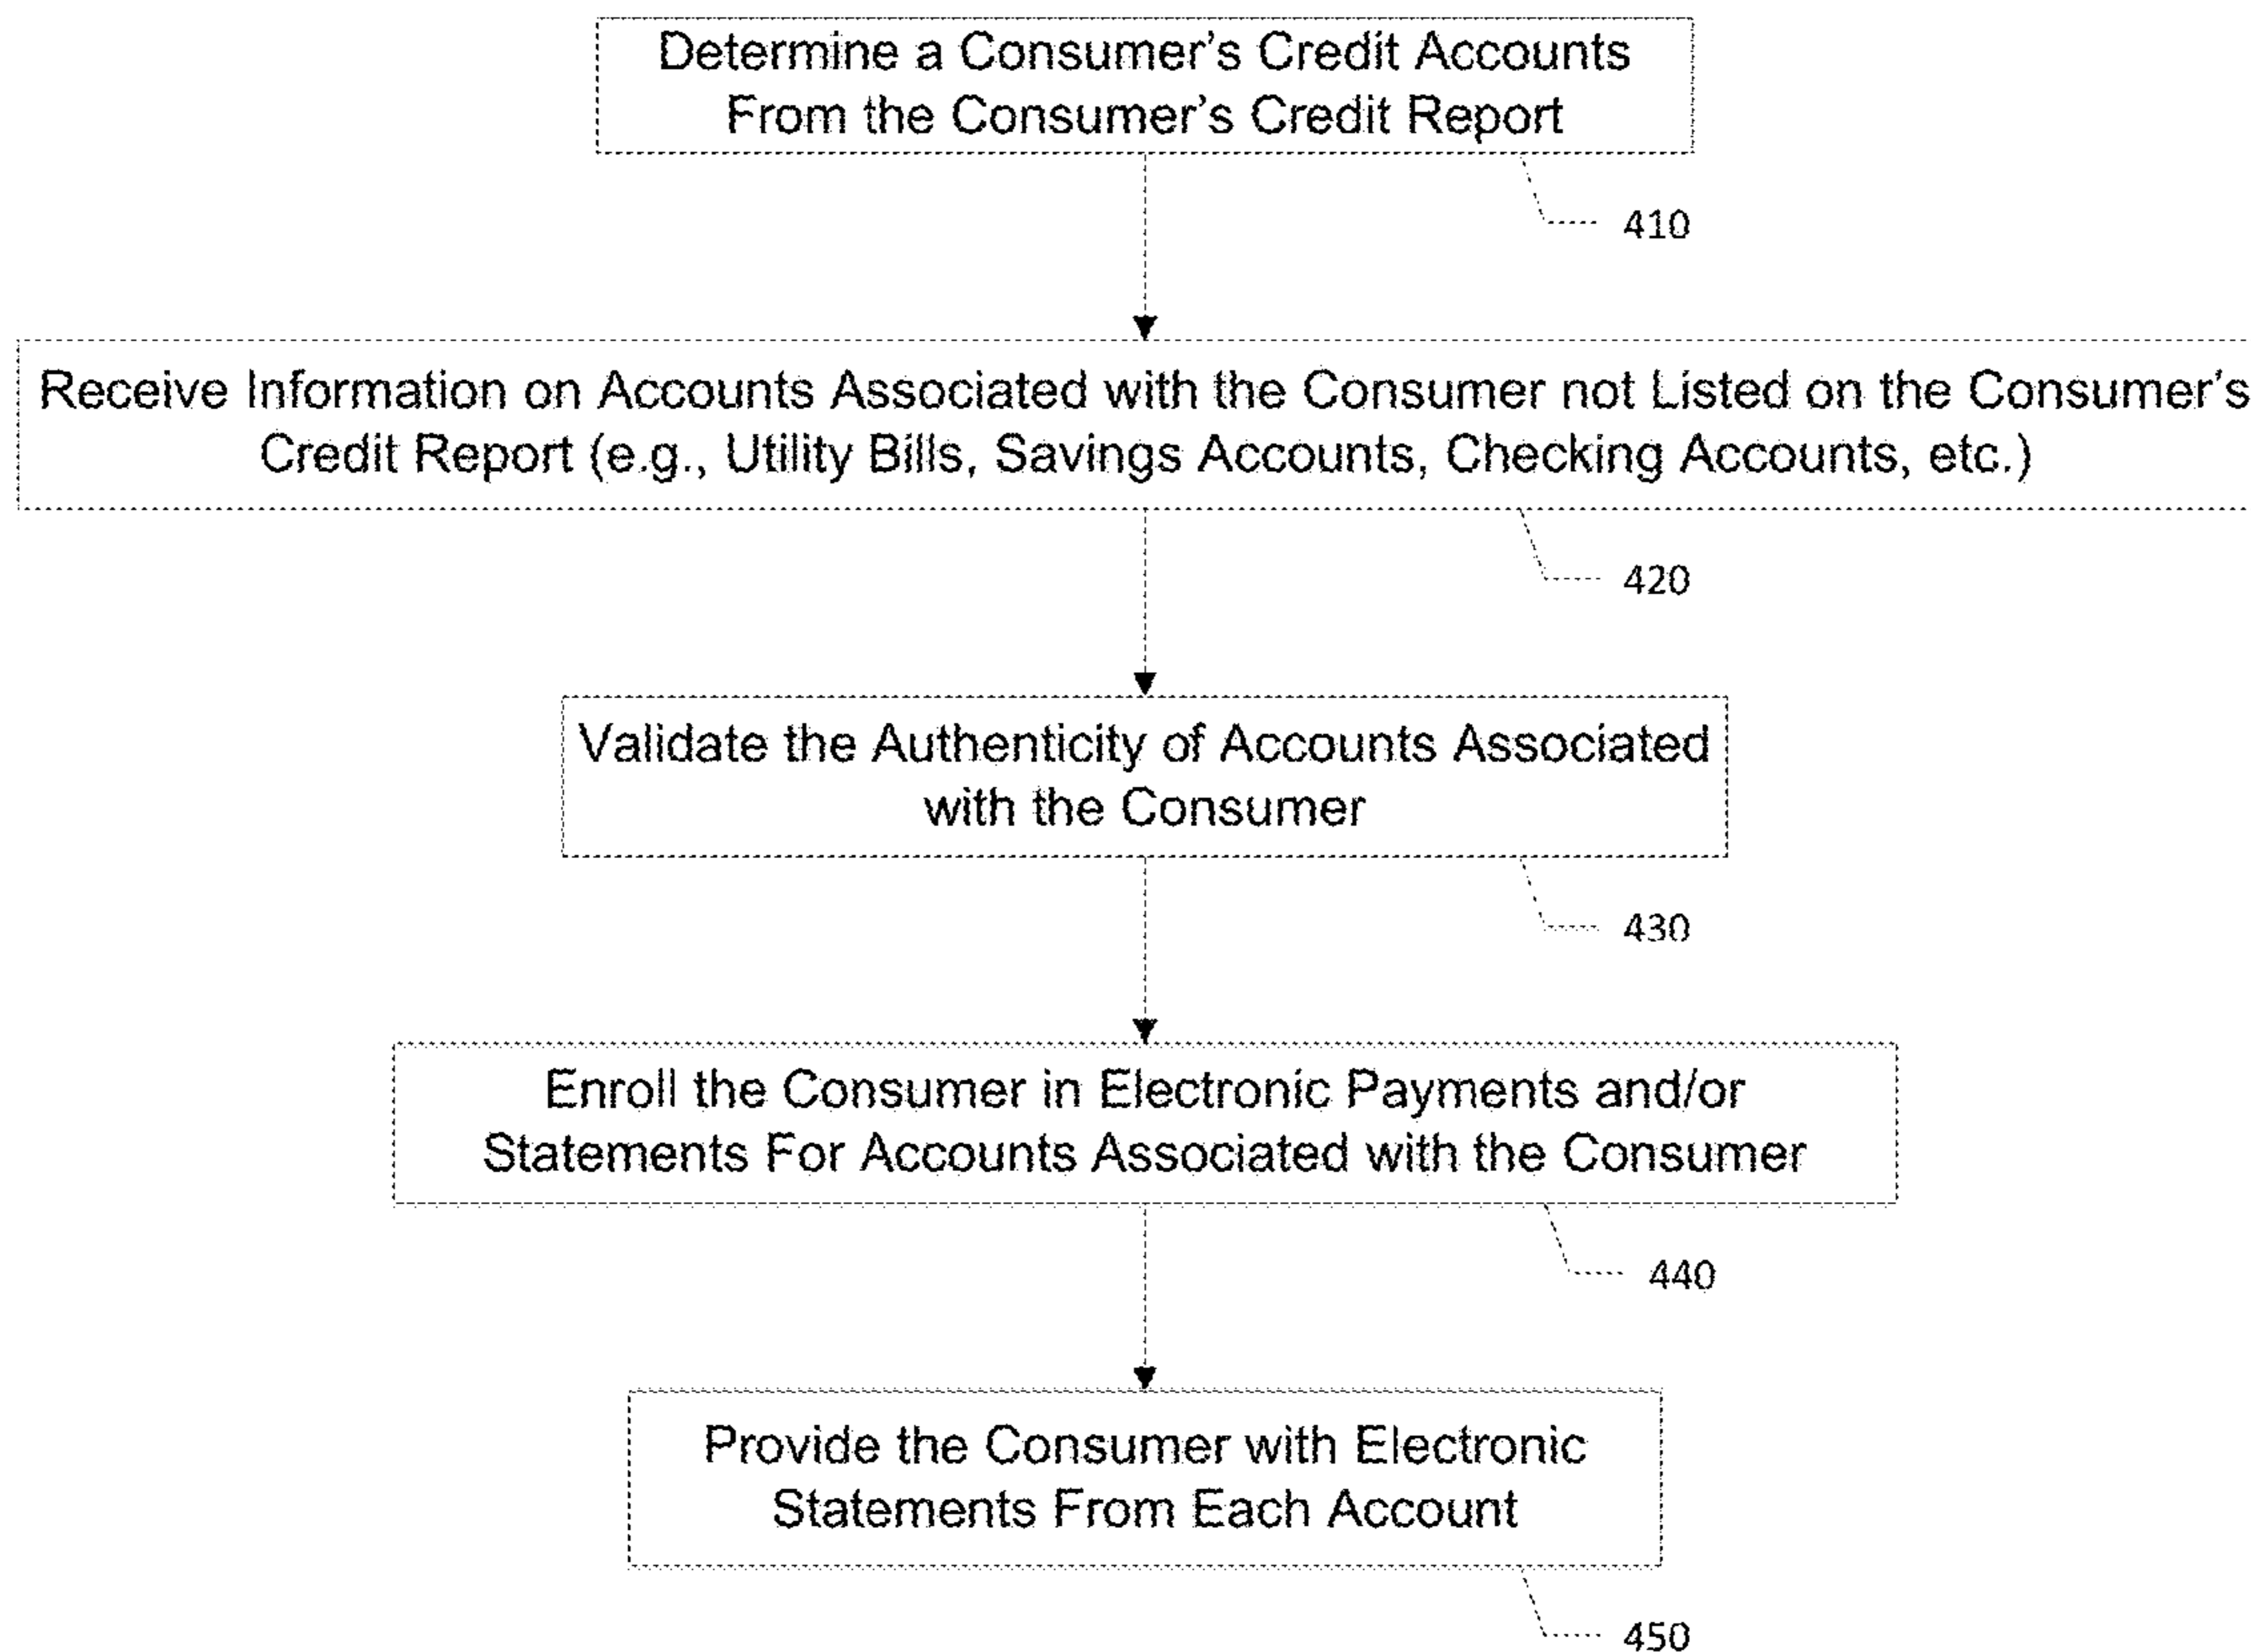 Determine a Consumer's Credit Accounts
From the Consumer's Credit Report
410
Receive Information on Accounts Associated with the Consumer not Listed on the Consumer's
Credit Report (e.g., Utility Bills, Savings Accounts, Checking Accounts, etc.)
420
Validate the Authenticity of Accounts Associated
with the Consumer
430
Enroll the Consumer in Electronic Payments and/or
Statements For Accounts Associated with the Consumer
440
Provide the Consumer with Electronic
Statements From Each Account
450